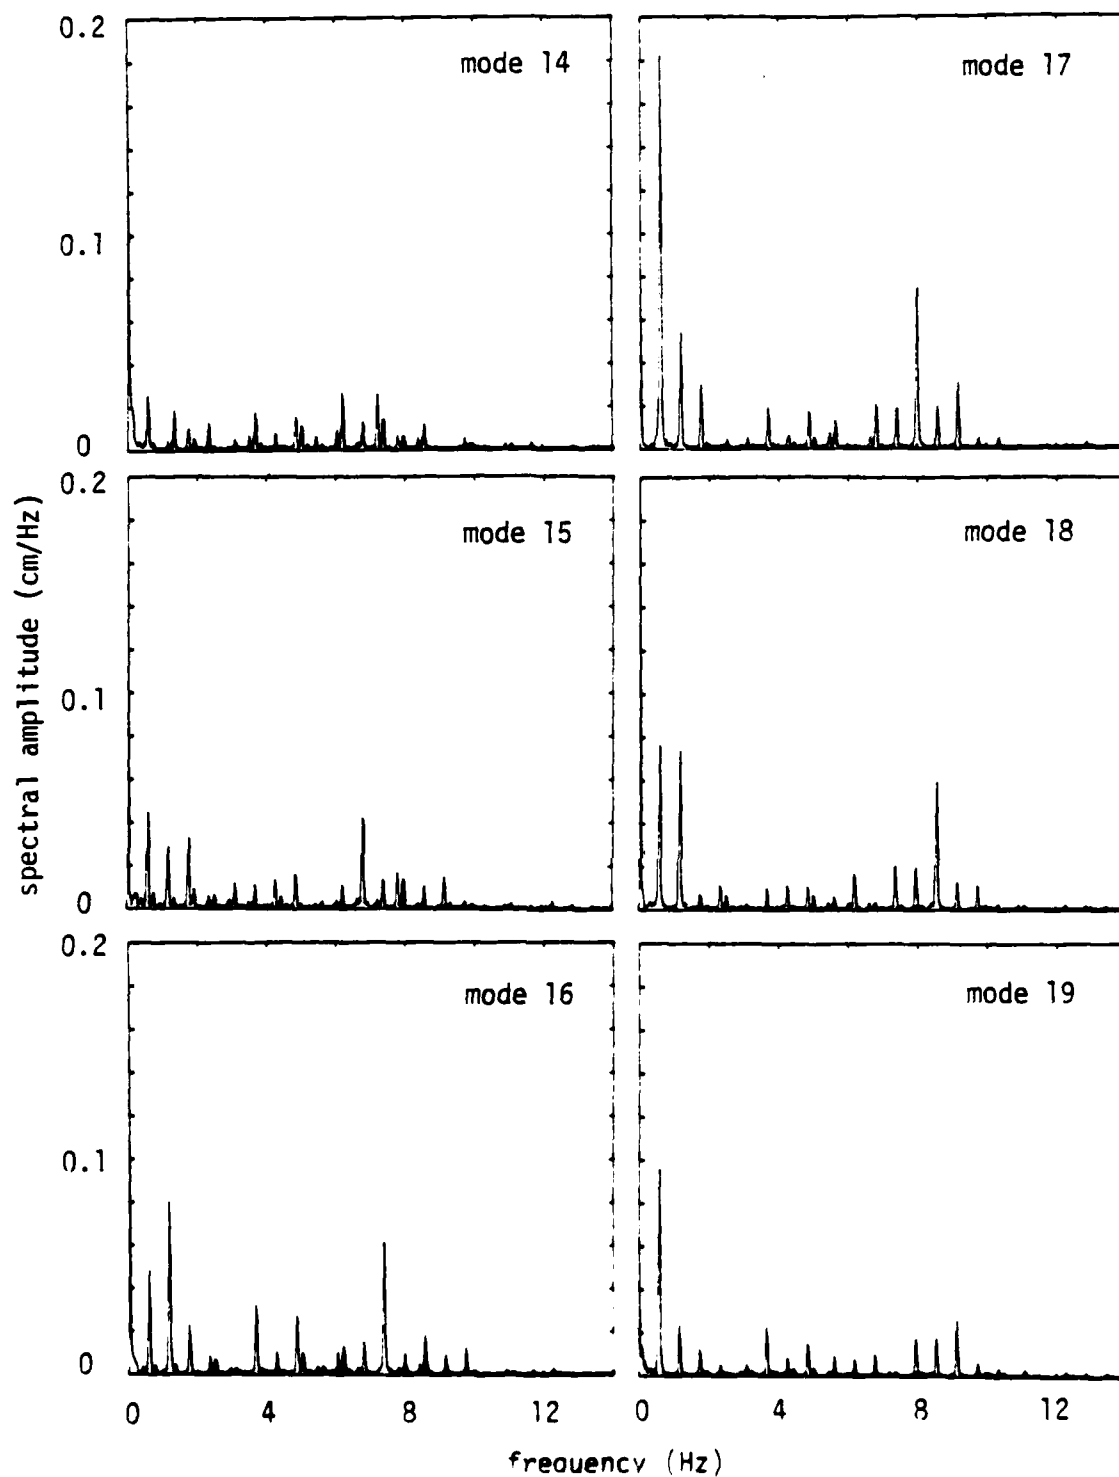 0.2
mode 14
mode 17
0.1
0
0.2
mode 15
mode 18
0.1
0
0.2
mode 16
mode 19
0.1
0
0 4 8 12
0 4 8 12
spectral amplitude (cm/Hz)
frequency (Hz)